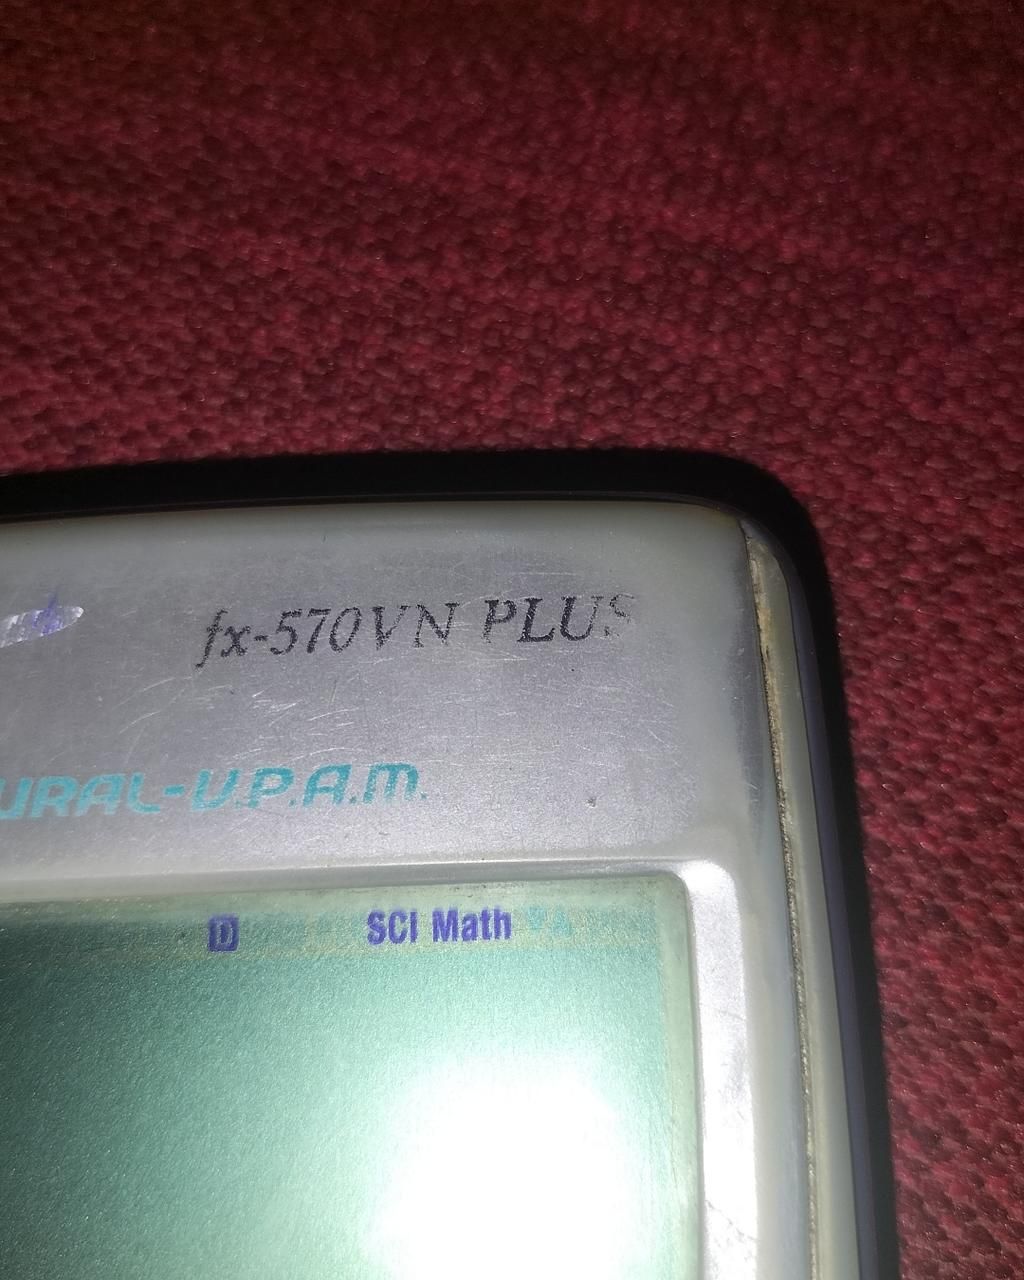 fx-570VN PLUS
URAL-V.P.A.M.
D SCI Math